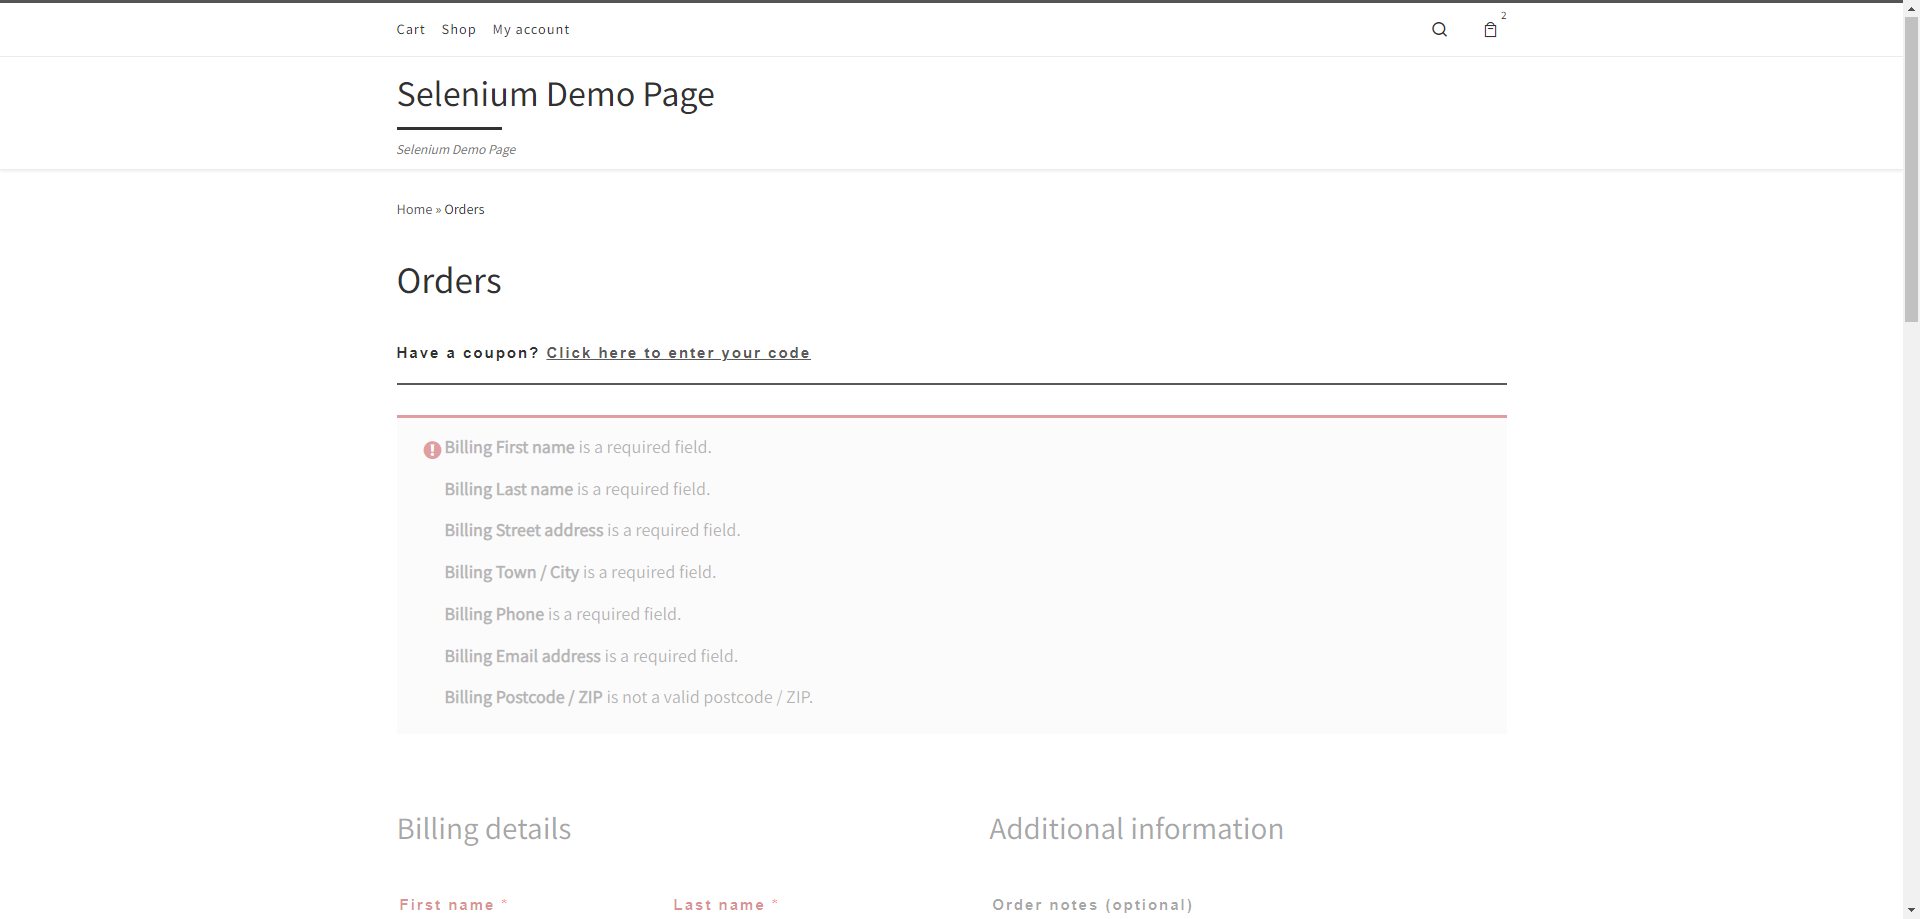 Cart Shop My account
2
Selenium Demo Page
Selenium Demo Page
Home » Orders
Orders
Have a coupon? Click here to enter your code
Billing First name is a required field.
Billing Last name is a required field.
Billing Street address is a required field.
Billing Town / City is a required field.
Billing Phone is a required field.
Billing Email address is a required field.
Billing Postcode / ZIP is not a valid postcode / ZIP.
Billing details
Additional information
First name *
Last name *
Order notes (optional)